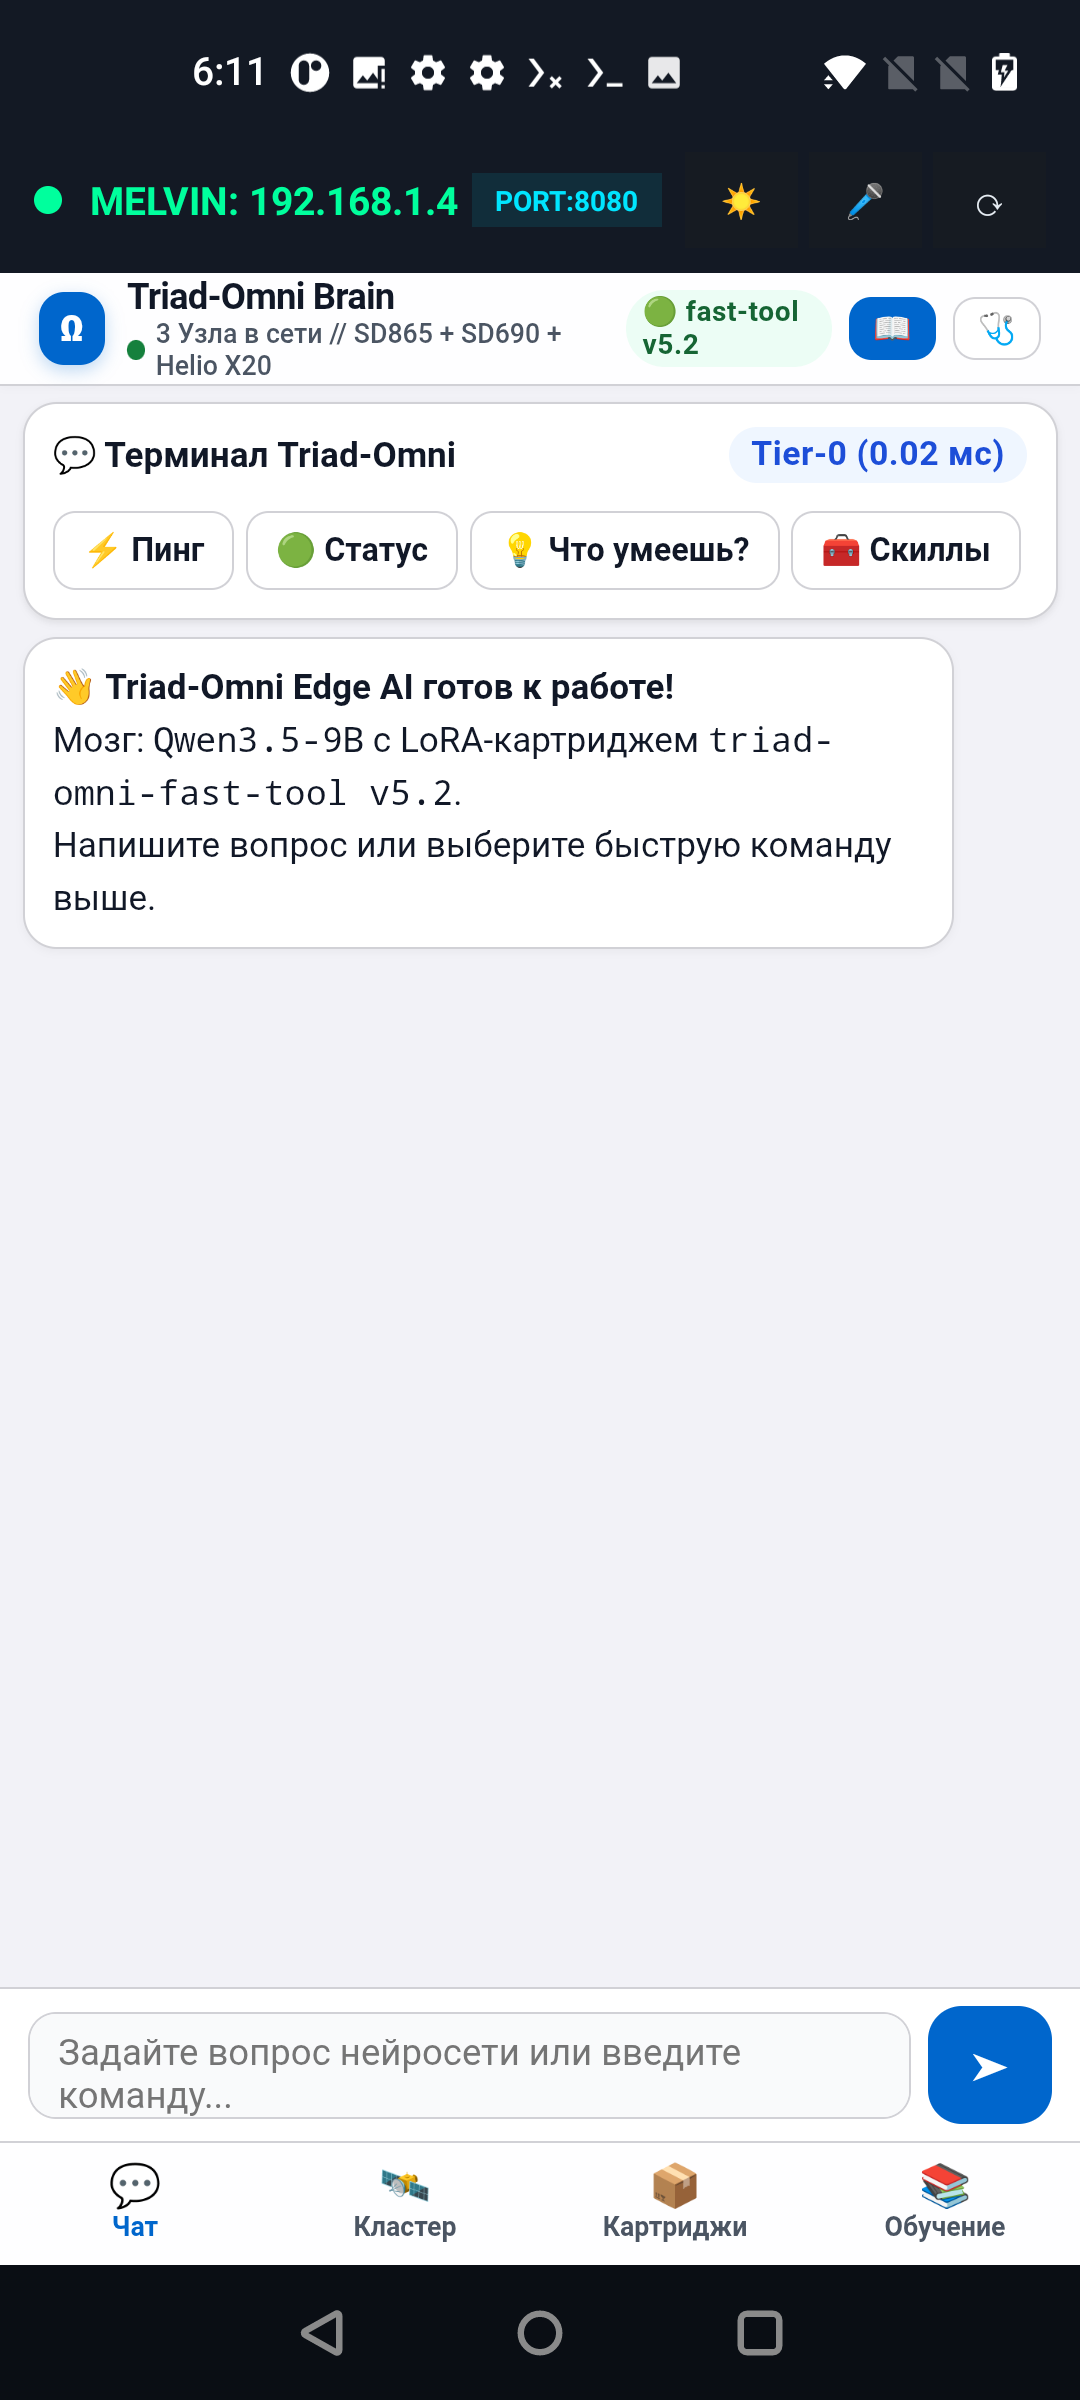 6:11
MELVIN: 192.168.1.4
PORT:8080
Ω
Triad-Omni Brain
3 Узла в сети // SD865 + SD690 +
Helio X20
fast-tool
v5.2
Терминал Triad-Omni
Tier-0 (0.02 мс)
Пинг
Статус
Что умеешь?
Скиллы
Triad-Omni Edge AI готов к работе!
Мозг: Qwen3.5-9B с LoRA-картриджем triad-
omni-fast-tool v5.2.
Напишите вопрос или выберите быструю команду
выше.
Задайте вопрос нейросети или введите
команду...
Чат
Кластер
Картриджи
Обучение